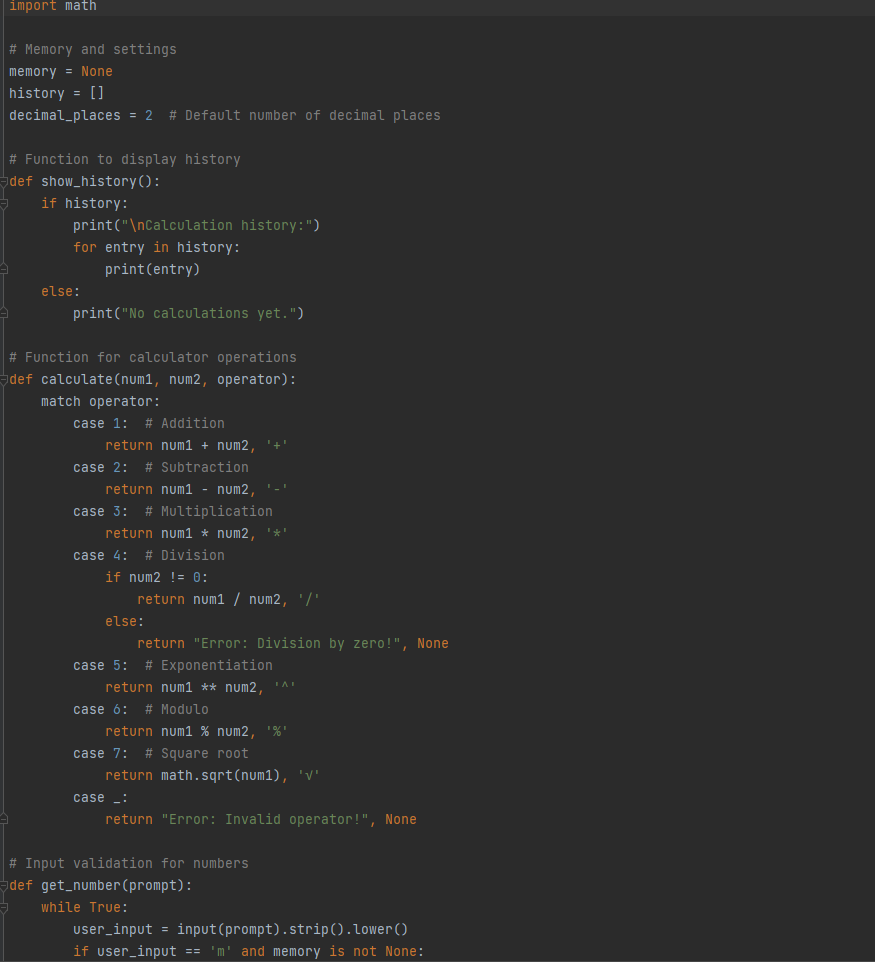 import math

# Memory and settings
memory = None
history = []
decimal_places = 2  # Default number of decimal places

# Function to display history
def show_history():
    if history:
        print("\nCalculation history:")
        for entry in history:
            print(entry)
    else:
        print("No calculations yet.")

# Function for calculator operations
def calculate(num1, num2, operator):
    match operator:
        case 1:  # Addition
            return num1 + num2, '+'
        case 2:  # Subtraction
            return num1 - num2, '-'
        case 3:  # Multiplication
            return num1 * num2, '*'
        case 4:  # Division
            if num2 != 0:
                return num1 / num2, '/'
            else:
                return "Error: Division by zero!", None
        case 5:  # Exponentiation
            return num1 ** num2, '^'
        case 6:  # Modulo
            return num1 % num2, '%'
        case 7:  # Square root
            return math.sqrt(num1), '√'
        case _:
            return "Error: Invalid operator!", None

# Input validation for numbers
def get_number(prompt):
    while True:
        user_input = input(prompt).strip().lower()
        if user_input == 'm' and memory is not None: